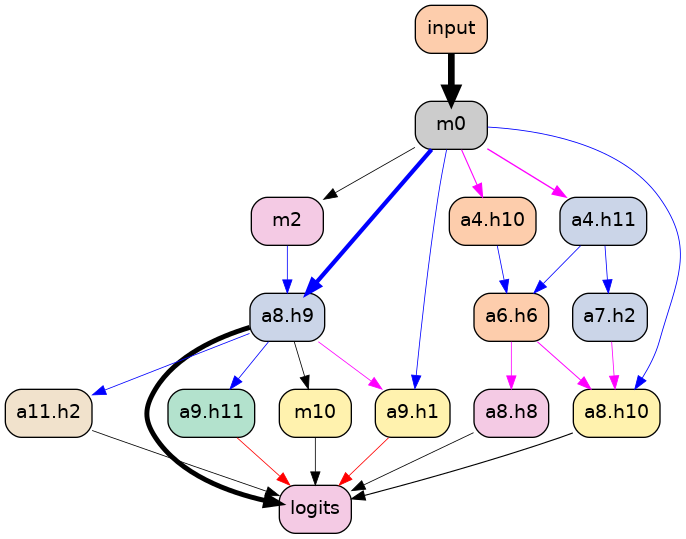 input
m0
m2
a4.h10
a4.h11
a8.h9
a6.h6
a7.h2
a11.h2
a9.h11
m10
a9.h1
a8.h8
a8.h10
logits